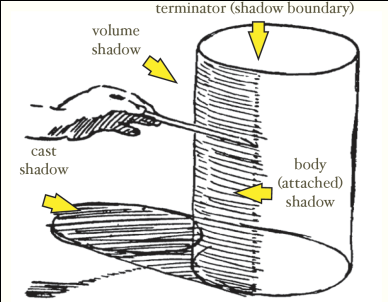 terminator (shadow boundary)
volume
shadow
cast
shadow
body
(attached)
shadow